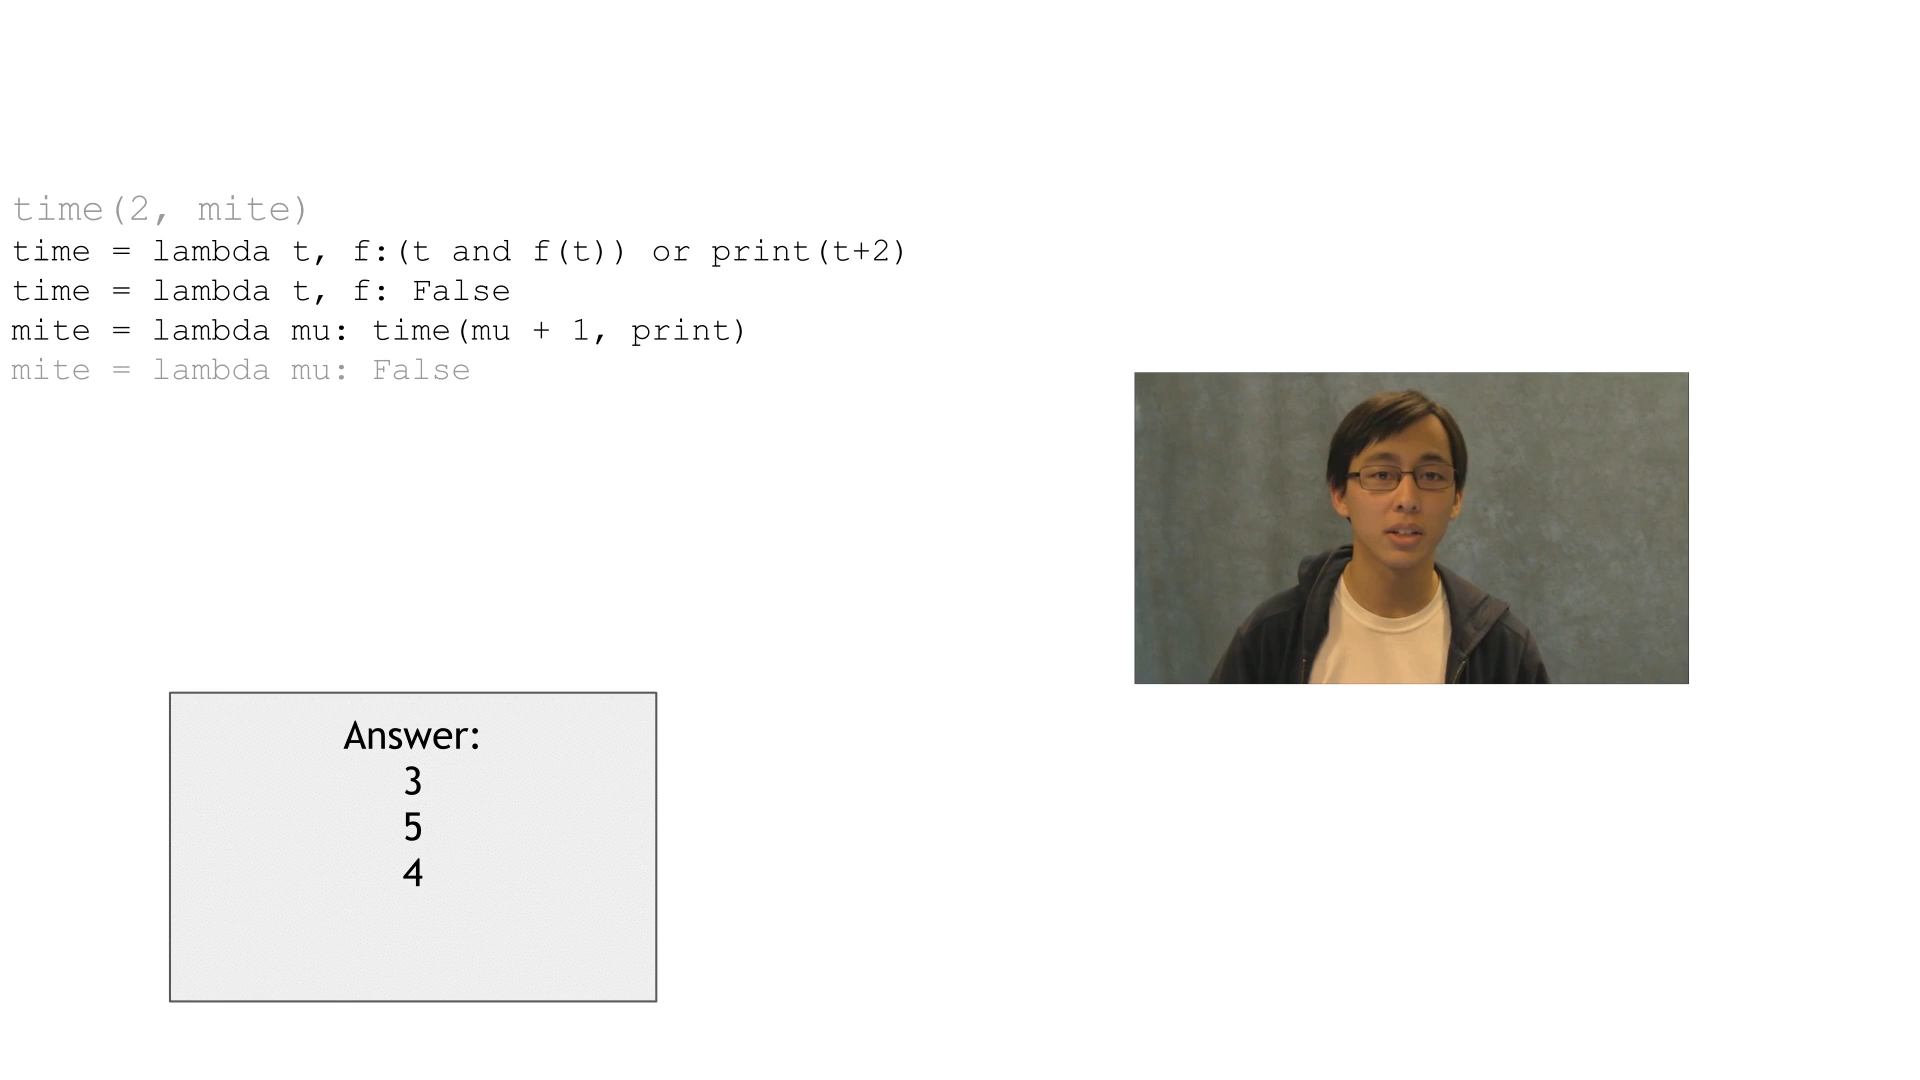 time(2, mite)
time = lambda t, f:(t and f(t)) or print(t+2)
time = lambda t, f: False
mite = lambda mu: time(mu + 1, print)
mite = lambda mu: False
Answer:
3
5
4